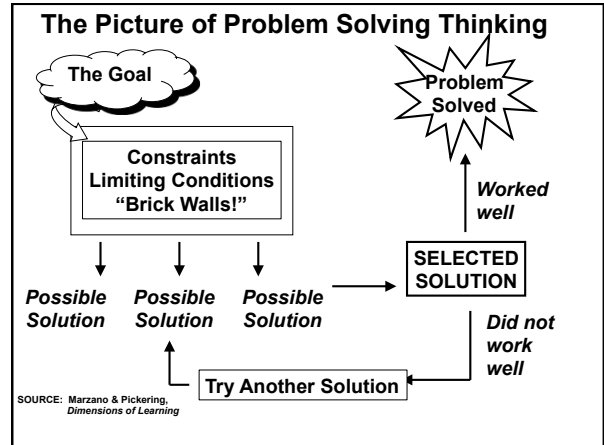 The Picture of Problem Solving Thinking
The Goal
Problem
Solved
Constraints
Limiting Conditions
“Brick Walls!”
Worked
well
SELECTED
SOLUTION
Possible
Solution
Possible
Solution
Possible
Solution
Did not
work
well
Try Another Solution
SOURCE: Marzano & Pickering,
Dimensions of Learning